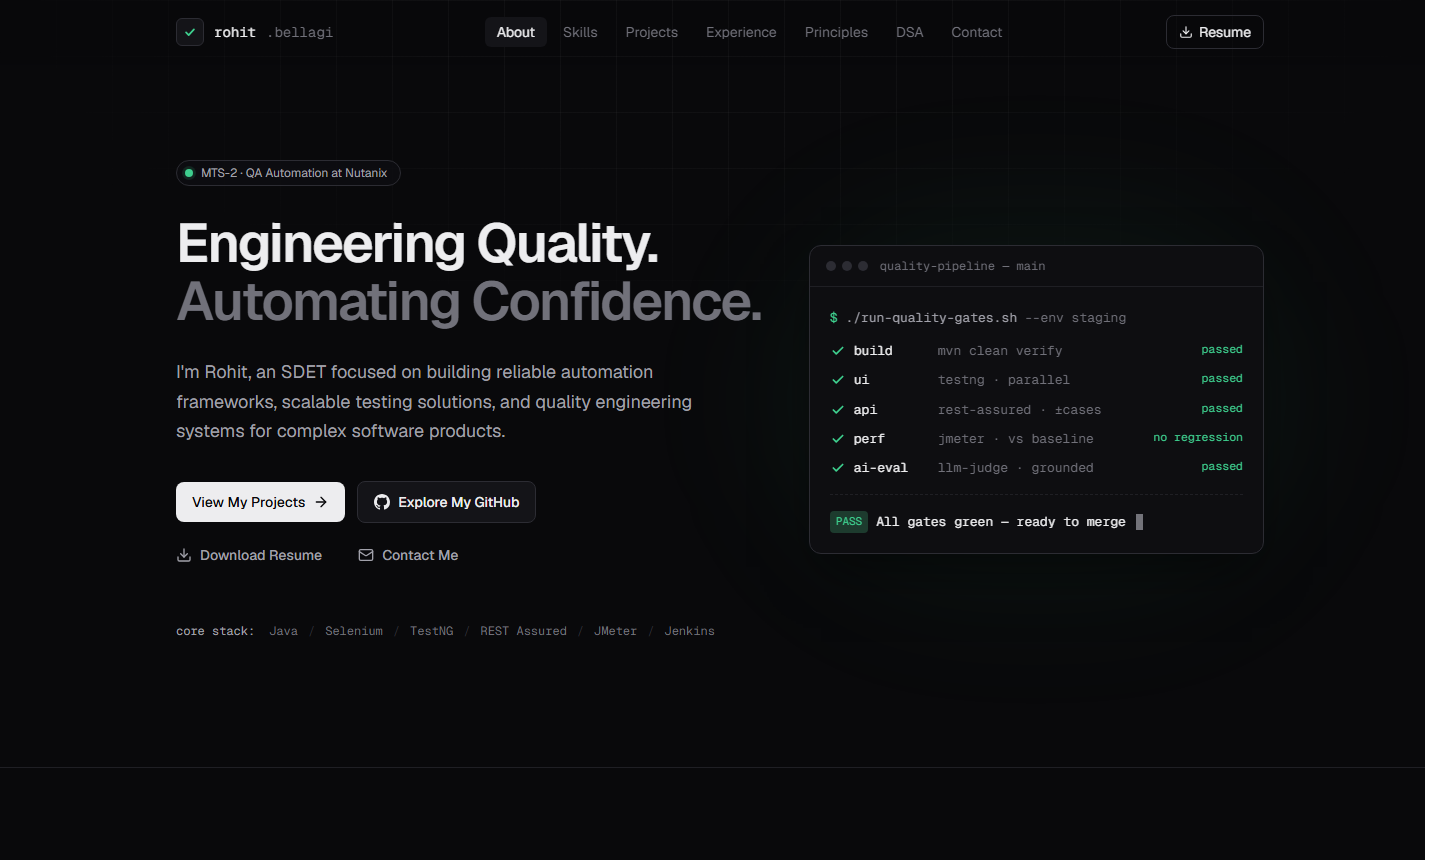 rohit .bellagi
About Skills Projects Experience Principles DSA Contact
Resume
MTS-2 · QA Automation at Nutanix
Engineering Quality.
Automating Confidence.
I'm Rohit, an SDET focused on building reliable automation
frameworks, scalable testing solutions, and quality engineering
systems for complex software products.
View My Projects
Explore My GitHub
Download Resume
Contact Me
core stack: Java / Selenium / TestNG / REST Assured / JMeter / Jenkins
quality-pipeline — main
$ ./run-quality-gates.sh --env staging
build mvn clean verify passed
ui testng · parallel passed
api rest-assured · ±cases passed
perf jmeter · vs baseline no regression
ai-eval llm-judge · grounded passed
PASS All gates green — ready to merge